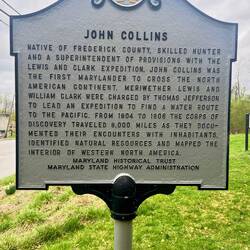 JOHN COLLINS
NATIVE OF FREDERICK COUNTY, SKILLED HUNTER
AND A SUPERINTENDENT OF PROVISIONS WITH THE
LEWIS AND CLARK EXPEDITION, JOHN COLLINS WAS
THE FIRST MARYLANDER TO CROSS THE NORTH
AMERICAN CONTINENT. MERIWETHER LEWIS AND
WILLIAM CLARK WERE CHARGED BY THOMAS JEFFERSON
TO LEAD AN EXPEDITION TO FIND A WATER ROUTE
TO THE PACIFIC. FROM 1804 TO 1806 THE CORPS OF
DISCOVERY TRAVELED 8,000 MILES AS THEY DOCU-
MENTED THEIR ENCOUNTERS WITH INHABITANTS,
IDENTIFIED NATURAL RESOURCES AND MAPPED THE
INTERIOR OF WESTERN NORTH AMERICA.
MARYLAND HISTORICAL TRUST
MARYLAND STATE HIGHWAY ADMINISTRATION